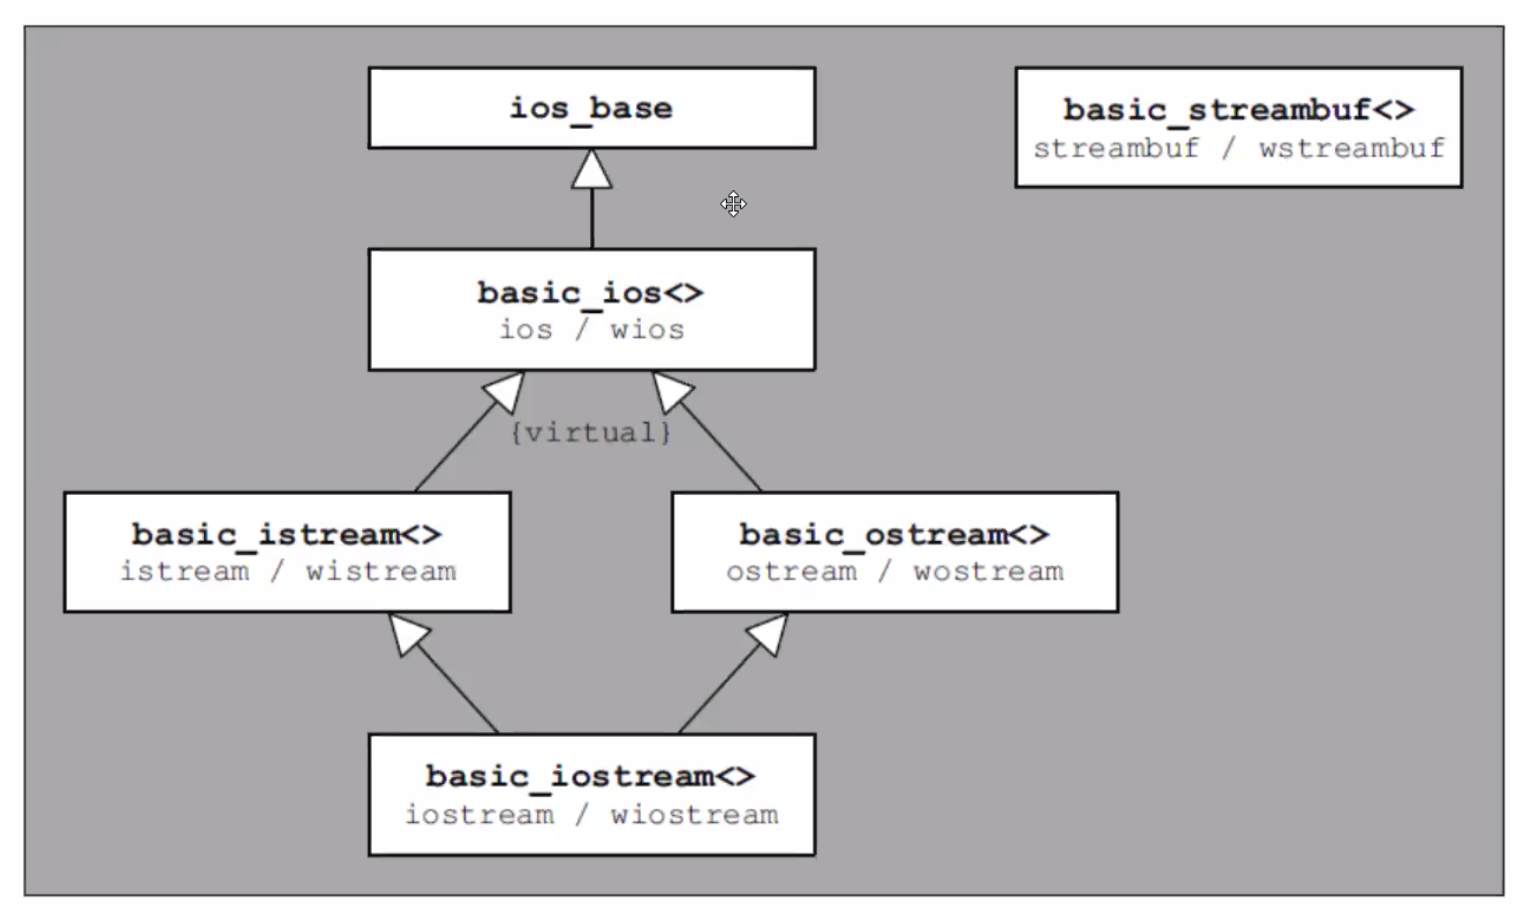 ios_base
basic_streambuf<>
streambuf / wstreambuf
basic_ios<>
ios / wios
{virtual}
basic_istream<>
istream / wistream
basic_ostream<>
ostream / wostream
basic_iostream<>
iostream / wiostream